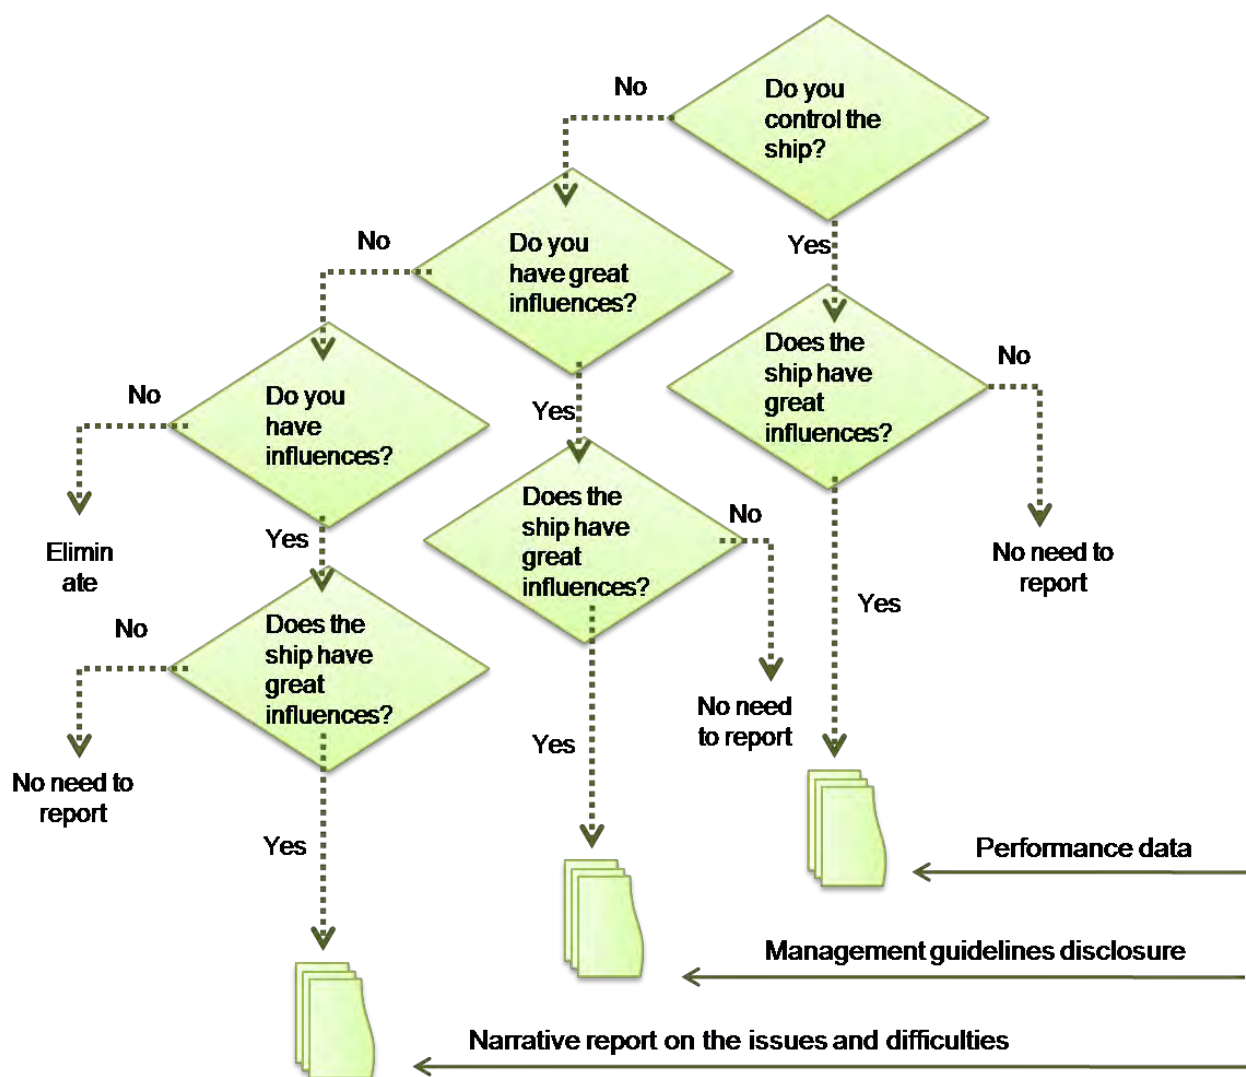 No
Do you
control the
ship?
Yes
No
Do you
have great
influences?
Yes
Does the
ship have
great
influences?
No
No need to
report
Yes
No
Do you
have
influences?
Elimin
ate
Yes
Does the
ship have
great
influences?
No
No need
to report
Yes
No
Does the
ship have
great
influences?
No need to
report
Yes
Performance data
Management guidelines disclosure
Narrative report on the issues and difficulties